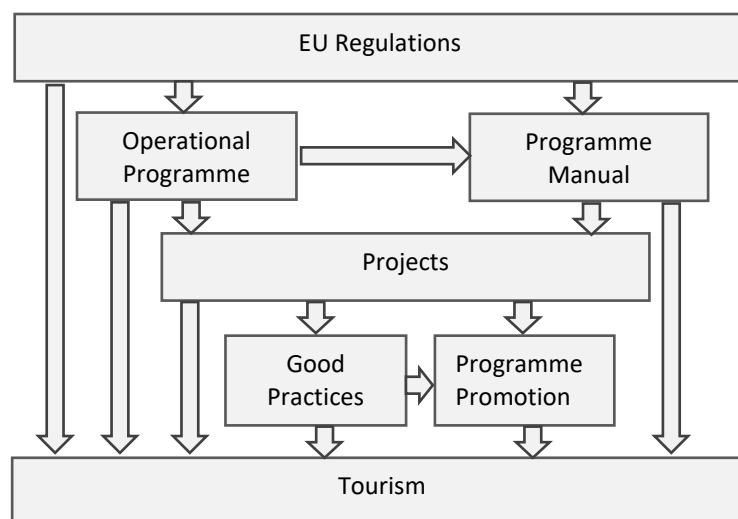 EU Regulations
Operational
Programme
Programme
Manual
Projects
Good
Practices
Programme
Promotion
Tourism